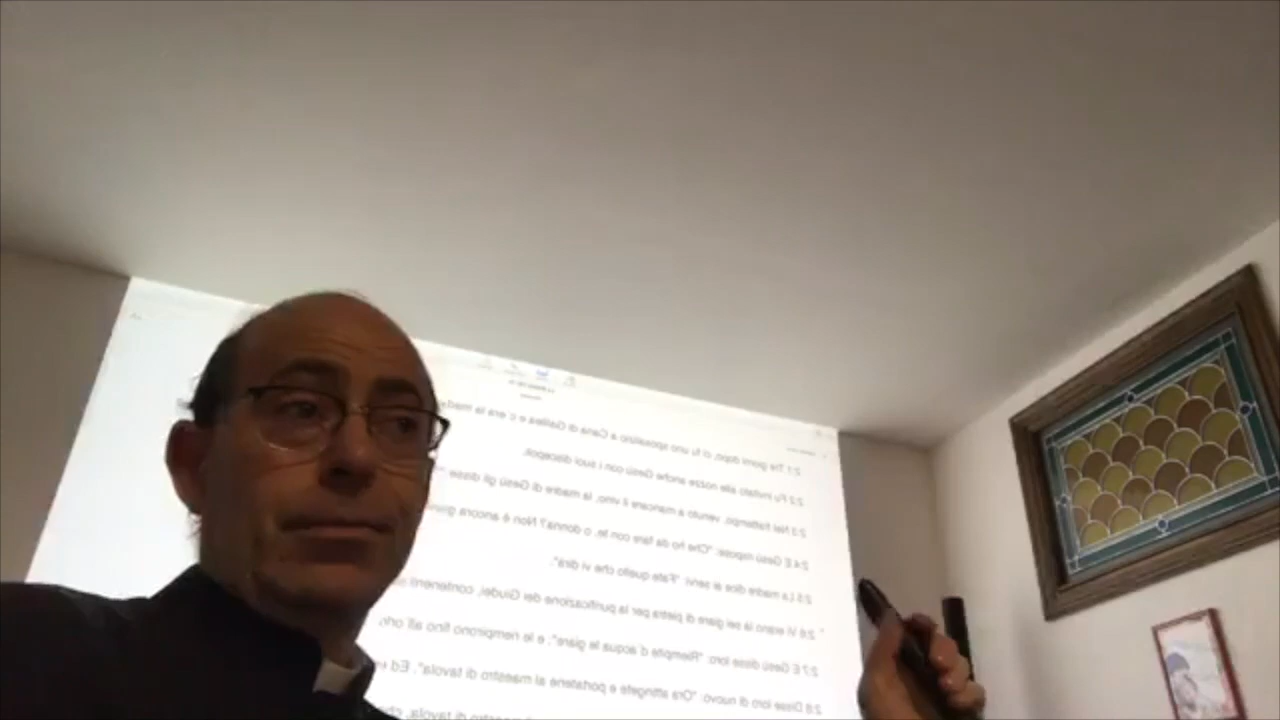 2:1 Tre giorni dopo, ci fu uno sposalizio a Cana di Galilea e c'era la madre
2:2 Fu invitato alle nozze anche Gesù con i suoi discepoli.
2:3 Nel frattempo, venuto a mancare il vino, la madre di Gesù gli disse
2:4 E Gesù rispose: "Che ho da fare con te, o donna? Non è ancora giunta
2:5 La madre dice ai servi: "Fate quello che vi dirà".
2:6 Vi erano là sei giare di pietra per la purificazione dei Giudei, contenenti
2:7 E Gesù disse loro: "Riempite d'acqua le giare"; e le riempirono fino all'orlo.
2:8 Disse loro di nuovo: "Ora attingete e portatene al maestro di tavola". Ed
maestro di tavola, che